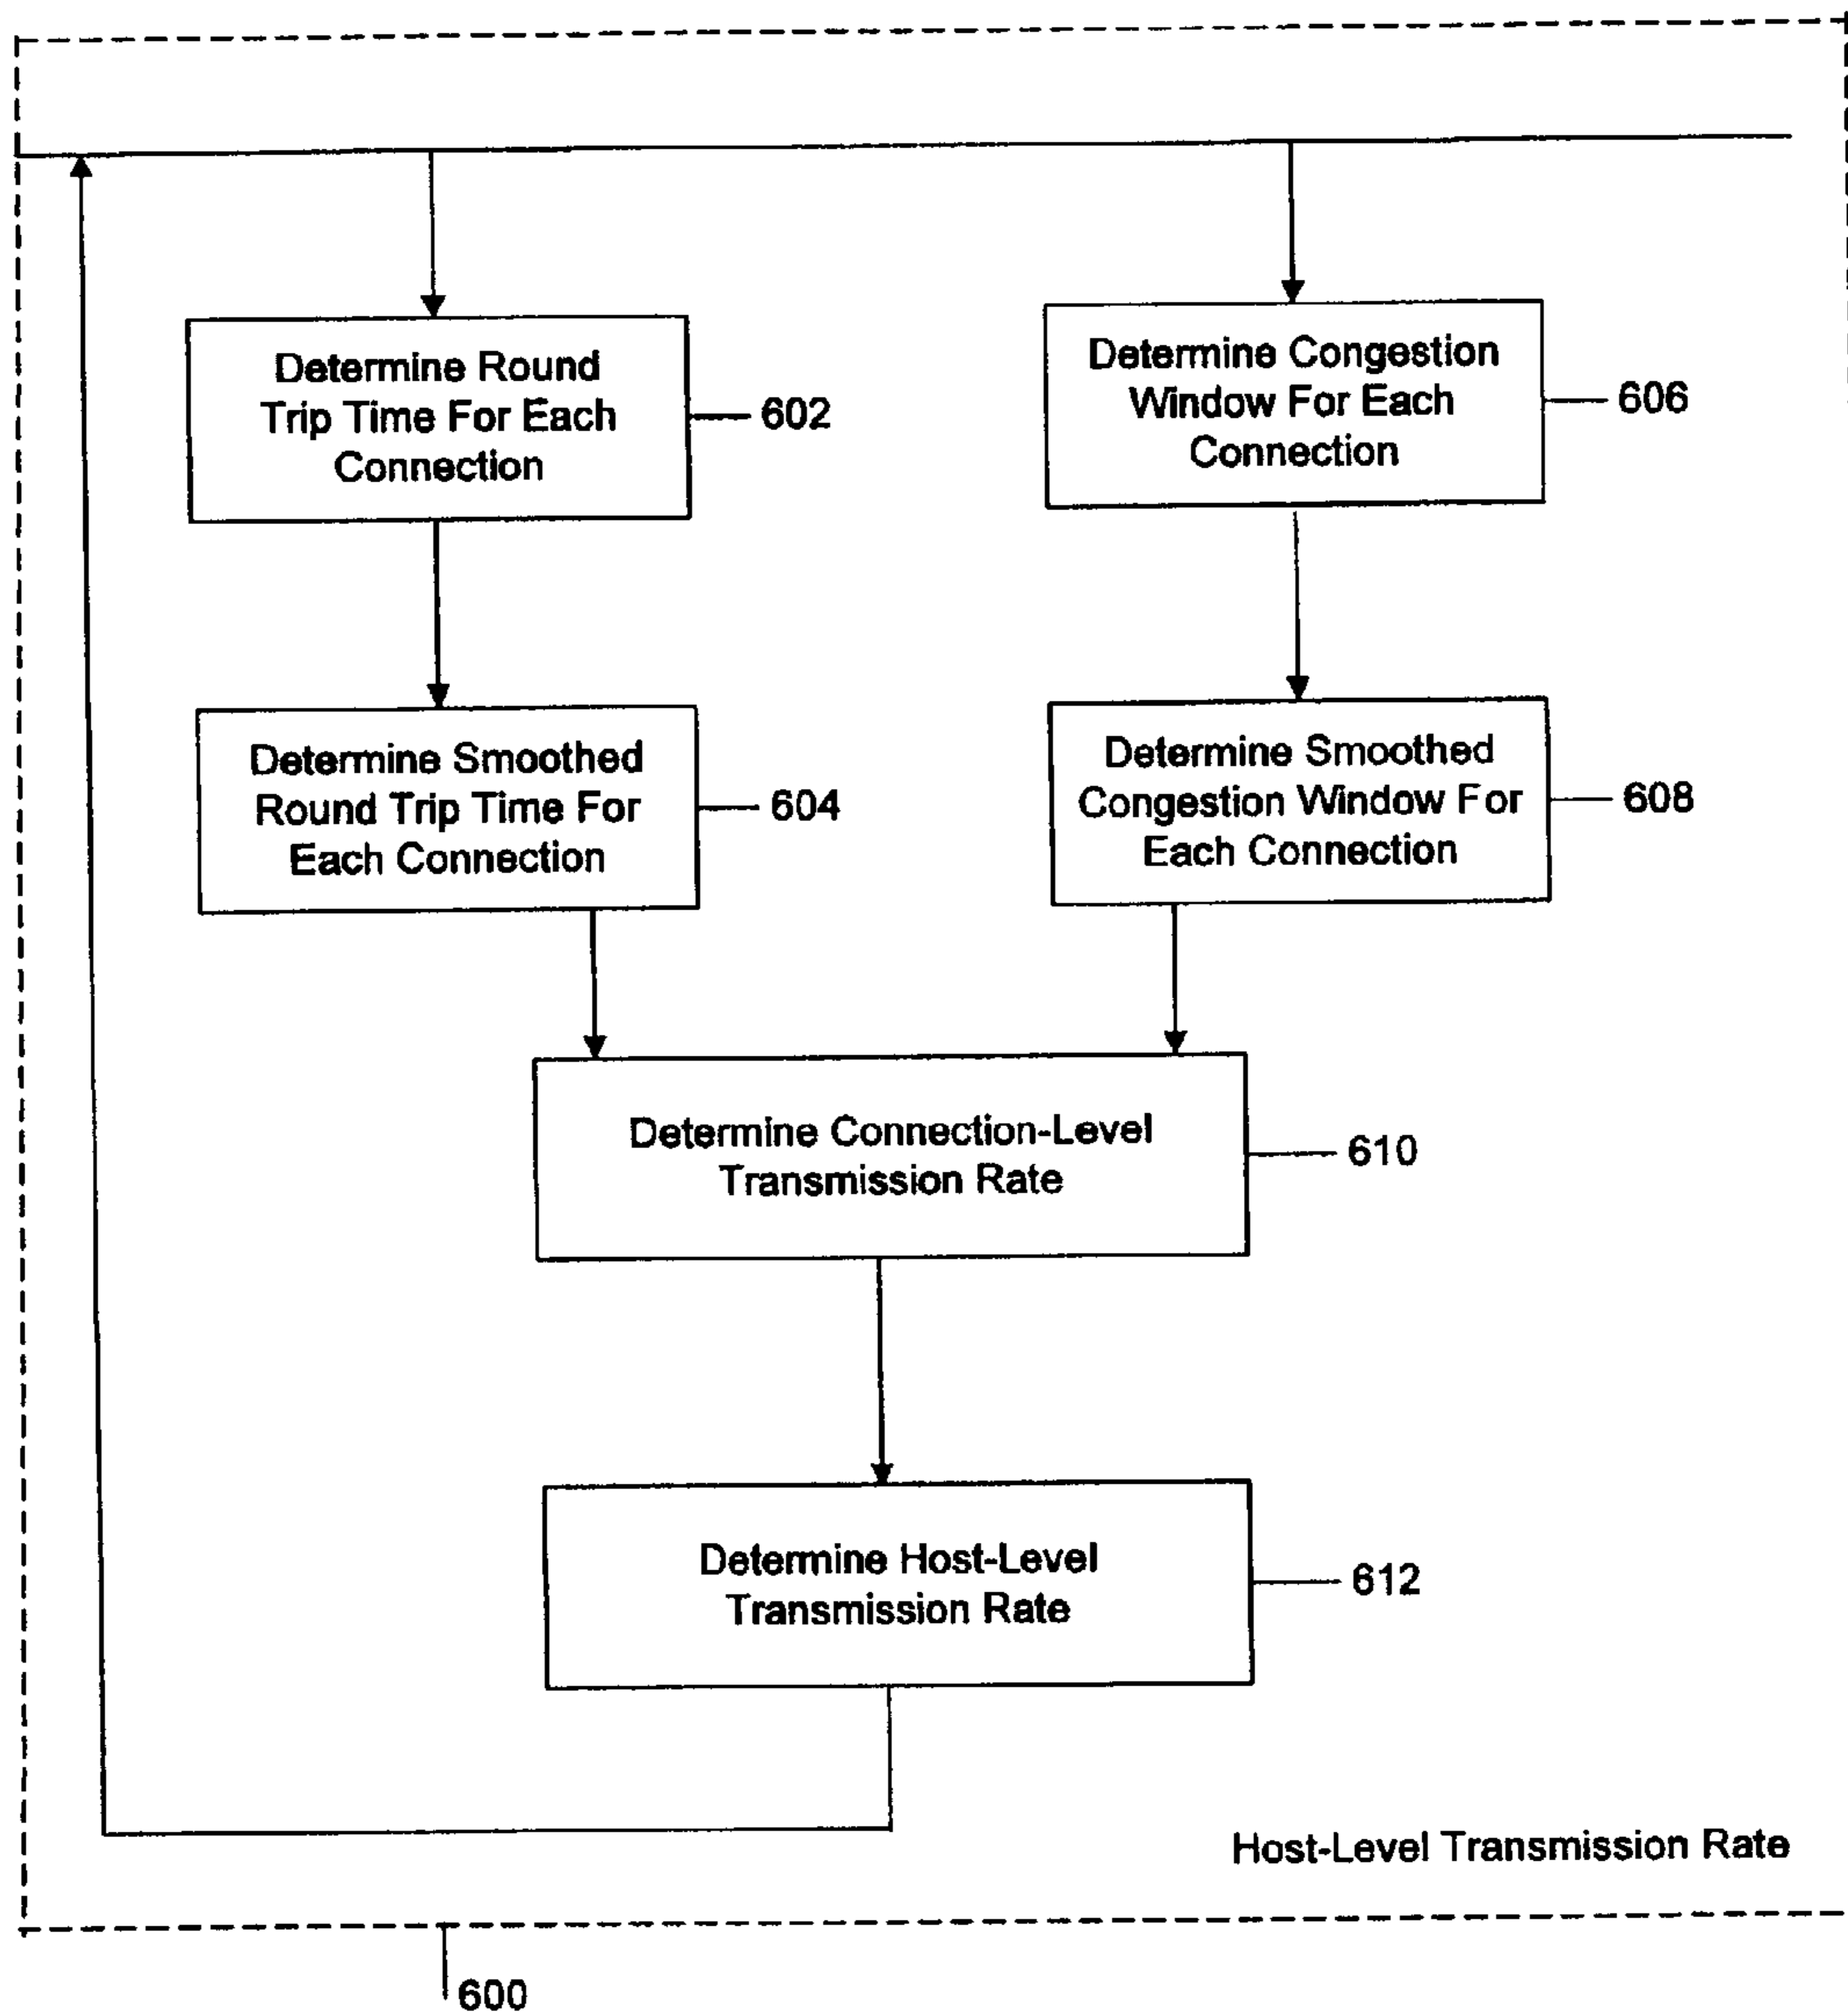 Determine Round
Trip Time For Each
Connection
602
Determine Congestion
Window For Each
Connection
606
Determine Smoothed
Round Trip Time For
Each Connection
604
Determine Smoothed
Congestion Window For
Each Connection
608
Determine Connection-Level
Transmission Rate
610
Determine Host-Level
Transmission Rate
612
Host-Level Transmission Rate
600